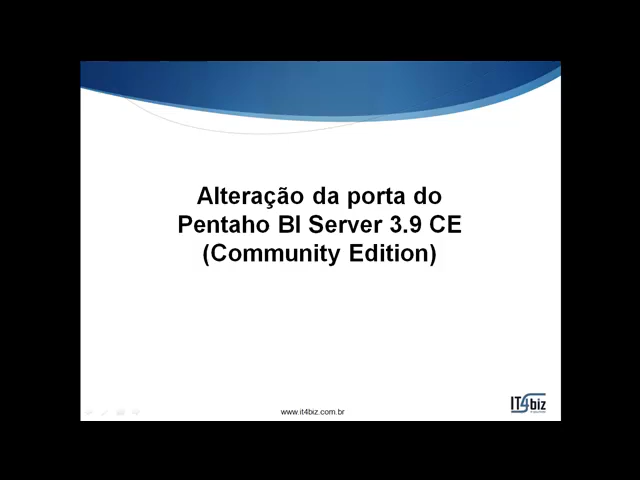 Alteração da porta do
Pentaho BI Server 3.9 CE
(Community Edition)
www.it4biz.com.br
IT4biz